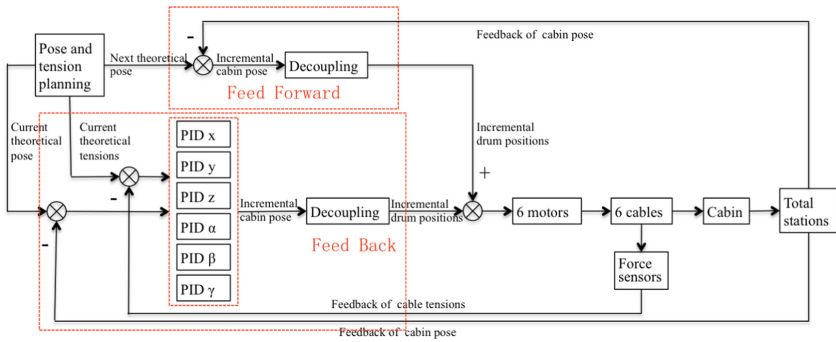 -
Feedback of cabin pose
Pose and
tension
planning
Next theoretical
pose
Incremental
cabin pose
Decoupling
Feed Forward
Current
theoretical
pose
Current
theoretical
tensions
PID x
PID y
PID z
PID α
PID β
PID γ
-
-
Incremental
cabin pose
Decoupling
Incremental
drum positions
Feed Back
Incremental
drum positions
+
6 motors
6 cables
Cabin
Total
stations
Force
sensors
Feedback of cable tensions
Feedback of cabin pose